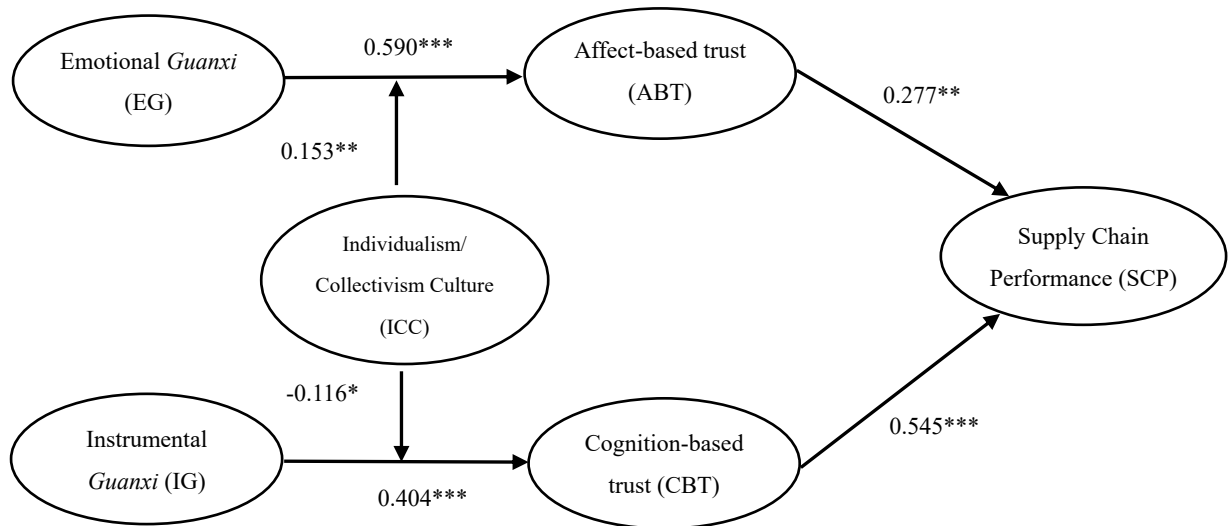 Emotional Guanxi
(EG)
0.590***
Affect-based trust
(ABT)
0.277**
0.153**
Individualism/
Collectivism Culture
(ICC)
Supply Chain
Performance (SCP)
-0.116*
Instrumental
Guanxi (IG)
0.404***
Cognition-based
trust (CBT)
0.545***